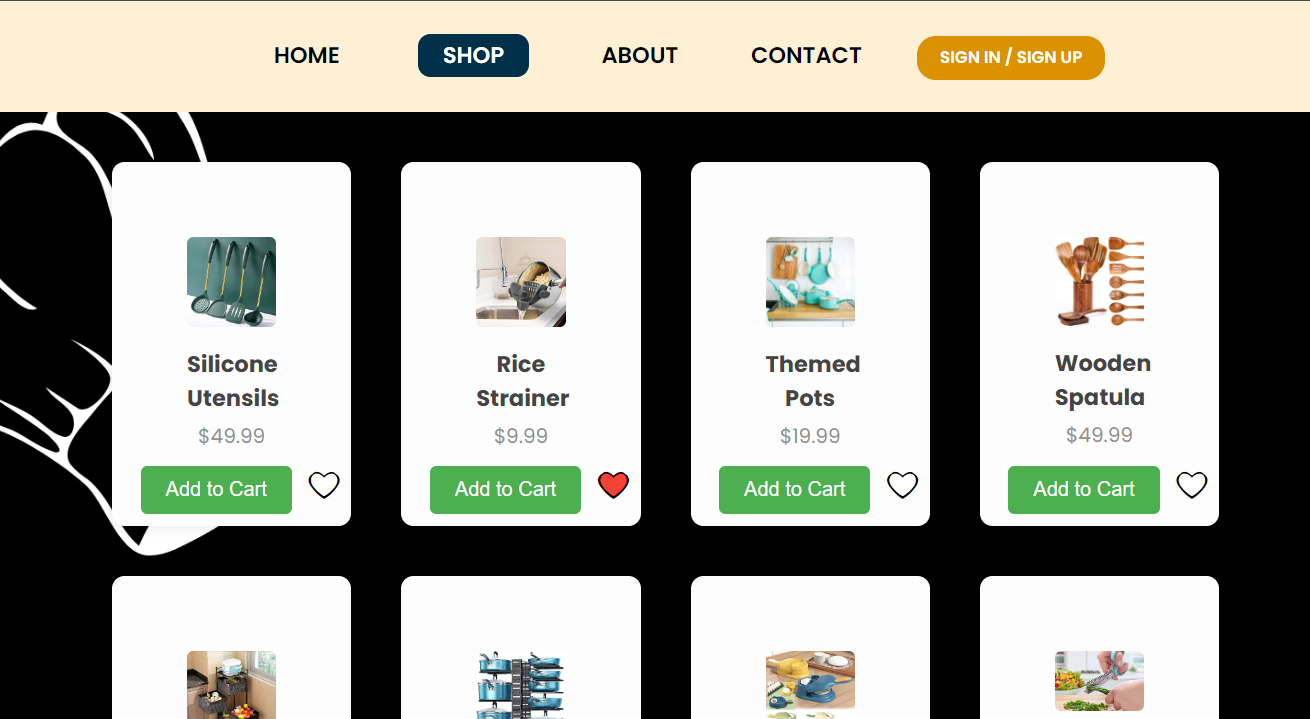 HOME SHOP ABOUT CONTACT SIGN IN / SIGN UP
Silicone
Utensils
$49.99
Add to Cart
Rice
Strainer
$9.99
Add to Cart
Themed
Pots
$19.99
Add to Cart
Wooden
Spatula
$49.99
Add to Cart